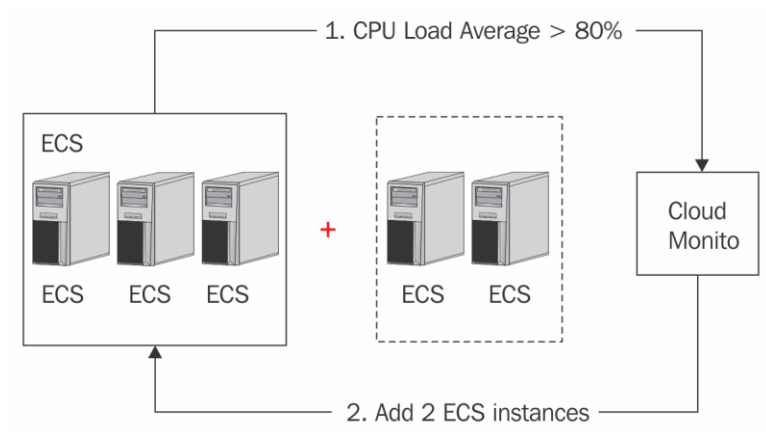 1. CPU Load Average > 80%
ECS
ECS ECS ECS
+
ECS ECS
Cloud
Monito
2. Add 2 ECS instances